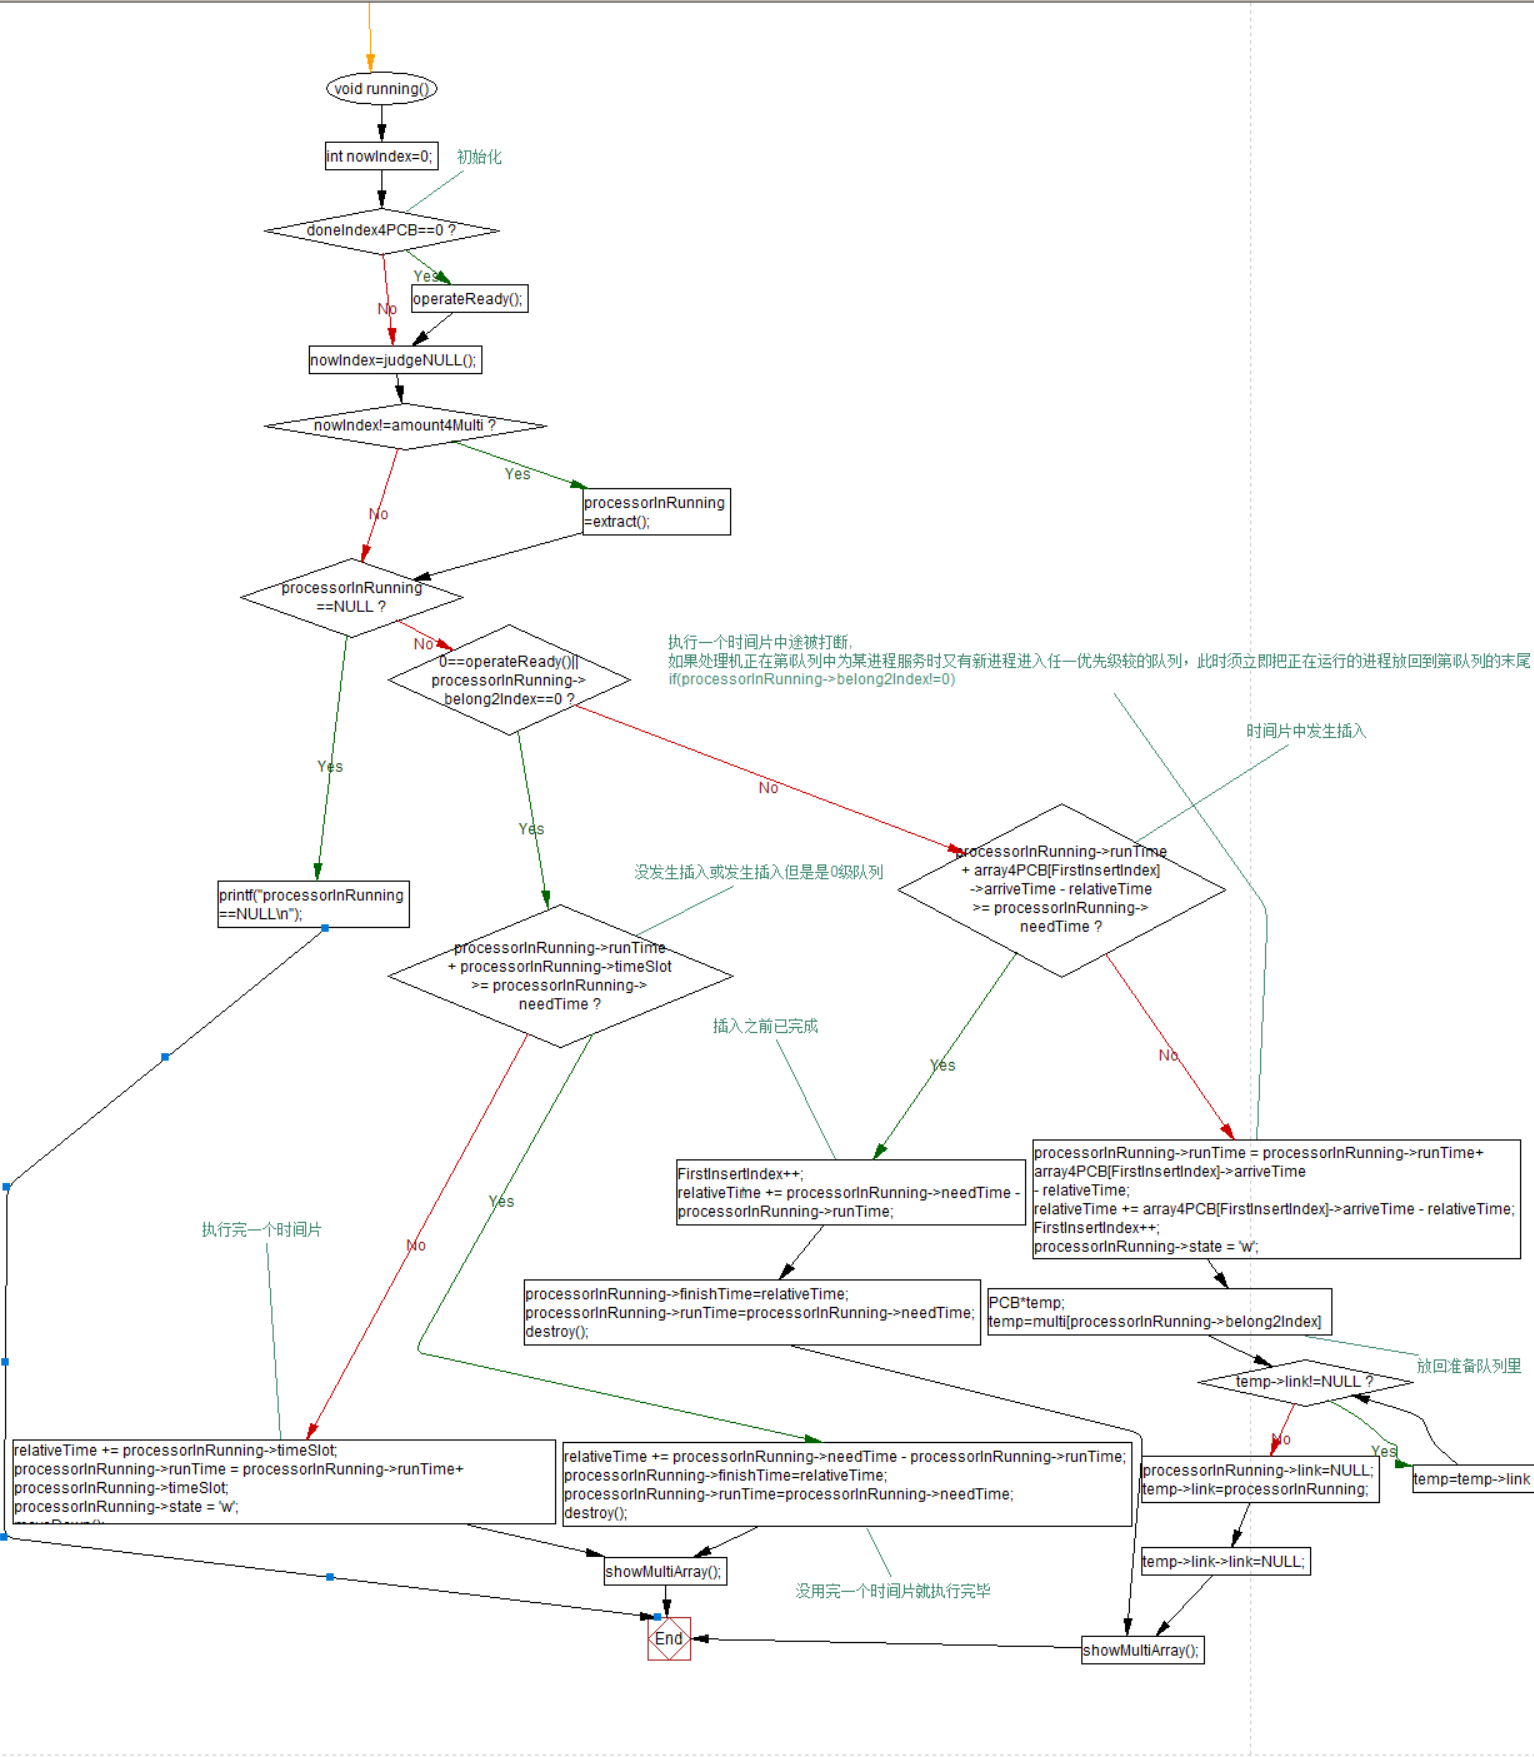 void running()
int nowIndex=0;
初始化
doneIndex4PCB==0 ?
Yes
operateReady();
No
nowIndex=judgeNULL();
nowIndex!=amount4Multi ?
Yes
processorInRunning
=extract();
No
processorInRunning
==NULL ?
No
0==operateReady()||
processorInRunning->
belong2Index==0 ?
执行一个时间片中途被打断,
如果处理机正在第i队列中为某进程服务时又有新进程进入任一优先级较的队列，此时须立即把正在运行的进程放回到第i队列的末尾
if(processorInRunning->belong2Index!=0)
时间片中发生插入
Yes
No
Yes
processorInRunning->runTime
+ array4PCB[FirstInsertIndex]
->arriveTime - relativeTime
>= processorInRunning->
needTime ?
没发生插入或发生插入但是是0级队列
printf("processorInRunning
==NULL\n");
processorInRunning->runTime
+ processorInRunning->timeSlot
>= processorInRunning->
needTime ?
插入之前已完成
Yes
No
processorInRunning->runTime = processorInRunning->runTime+
array4PCB[FirstInsertIndex]->arriveTime
- relativeTime;
relativeTime += array4PCB[FirstInsertIndex]->arriveTime - relativeTime;
FirstInsertIndex++;
processorInRunning->state = 'w';
FirstInsertIndex++;
relativeTime += processorInRunning->needTime -
processorInRunning->runTime;
Yes
执行完一个时间片
No
processorInRunning->finishTime=relativeTime;
processorInRunning->runTime=processorInRunning->needTime;
destroy();
PCB*temp;
temp=multi[processorInRunning->belong2Index]
放回准备队列里
temp->link!=NULL ?
No
Yes
relativeTime += processorInRunning->timeSlot;
processorInRunning->runTime = processorInRunning->runTime+
processorInRunning->timeSlot;
processorInRunning->state = 'w';
relativeTime += processorInRunning->needTime - processorInRunning->runTime;
processorInRunning->finishTime=relativeTime;
processorInRunning->runTime=processorInRunning->needTime;
destroy();
processorInRunning->link=NULL;
temp->link=processorInRunning;
temp=temp->link
temp->link->link=NULL;
showMultiArray();
没用完一个时间片就执行完毕
End
showMultiArray();